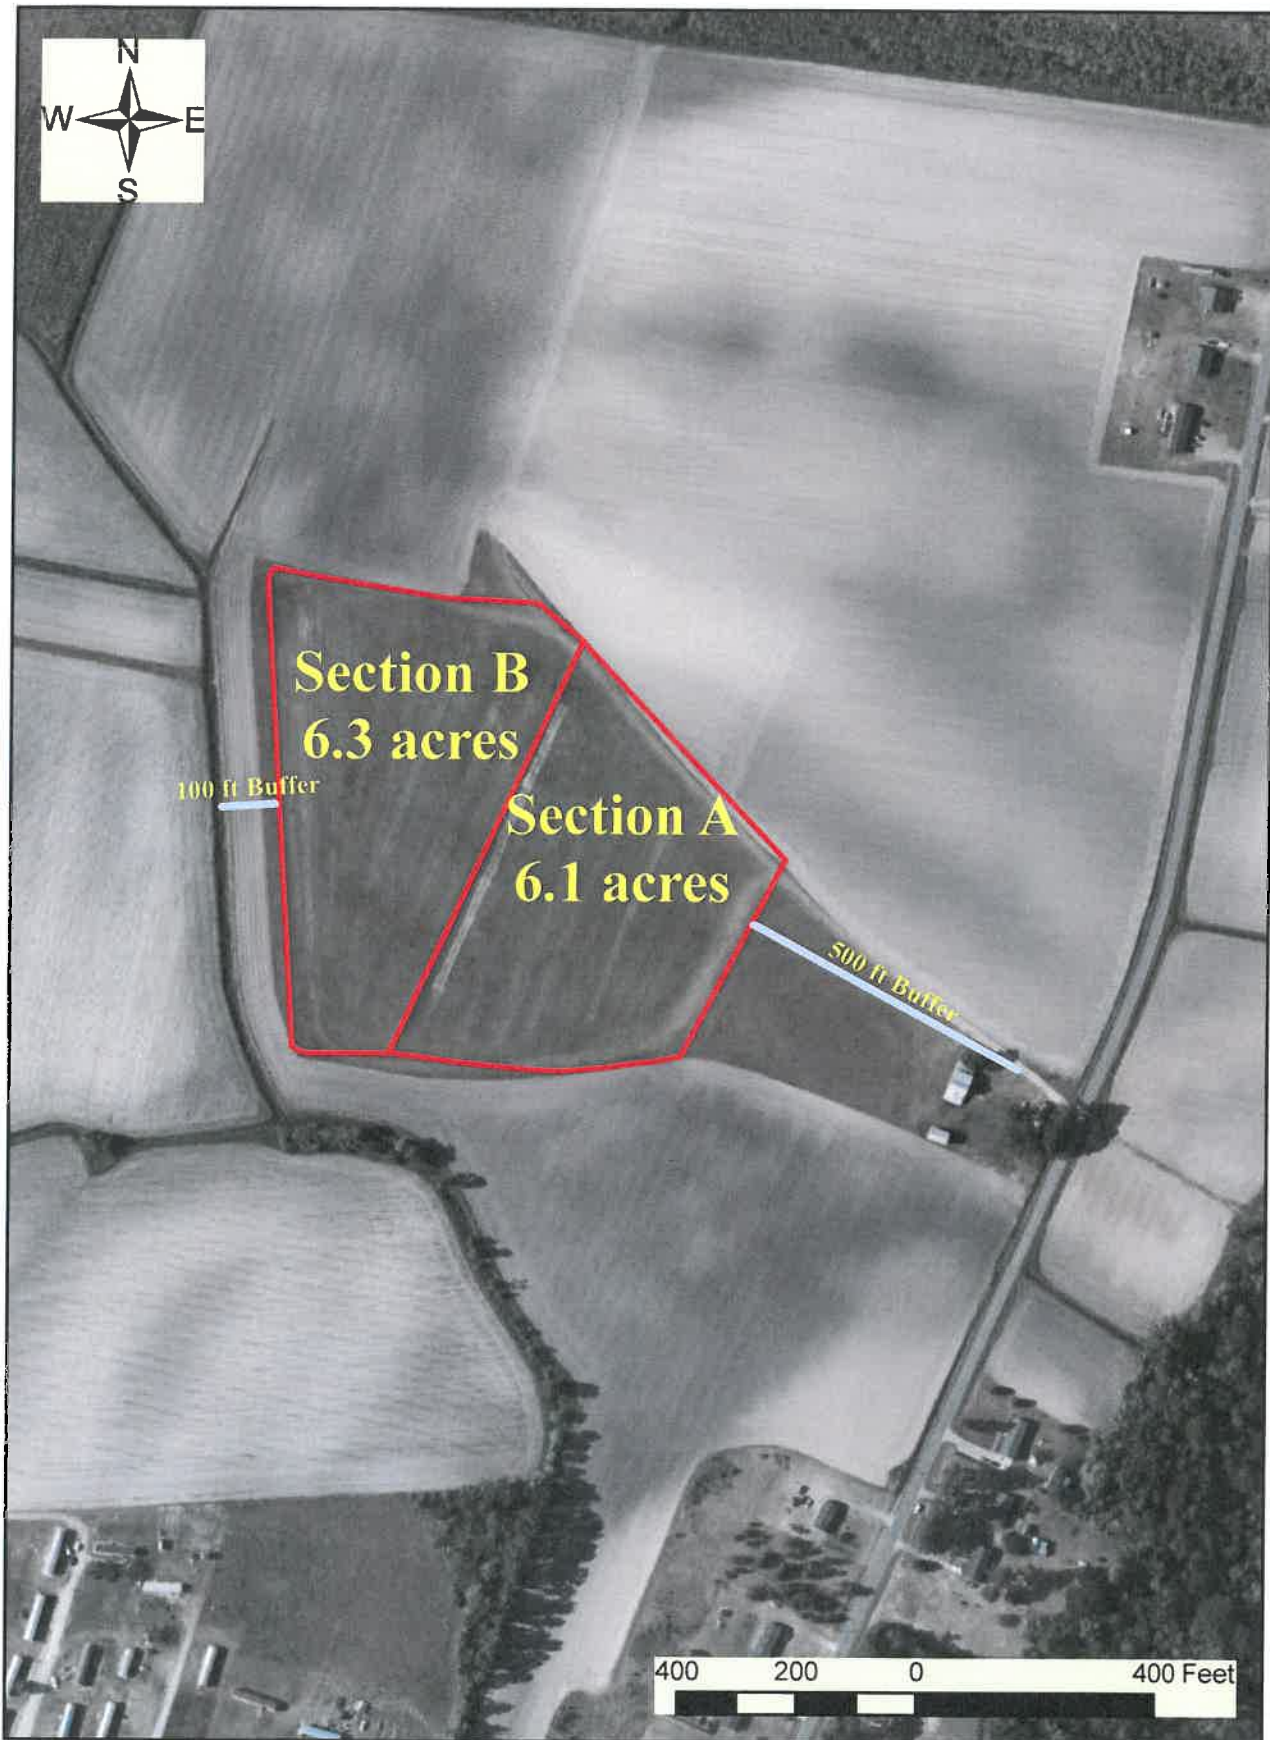 N
W E
S
Section B
6.3 acres
100 ft Buffer
Section A
6.1 acres
500 ft Buffer
400 200 0 400 Feet